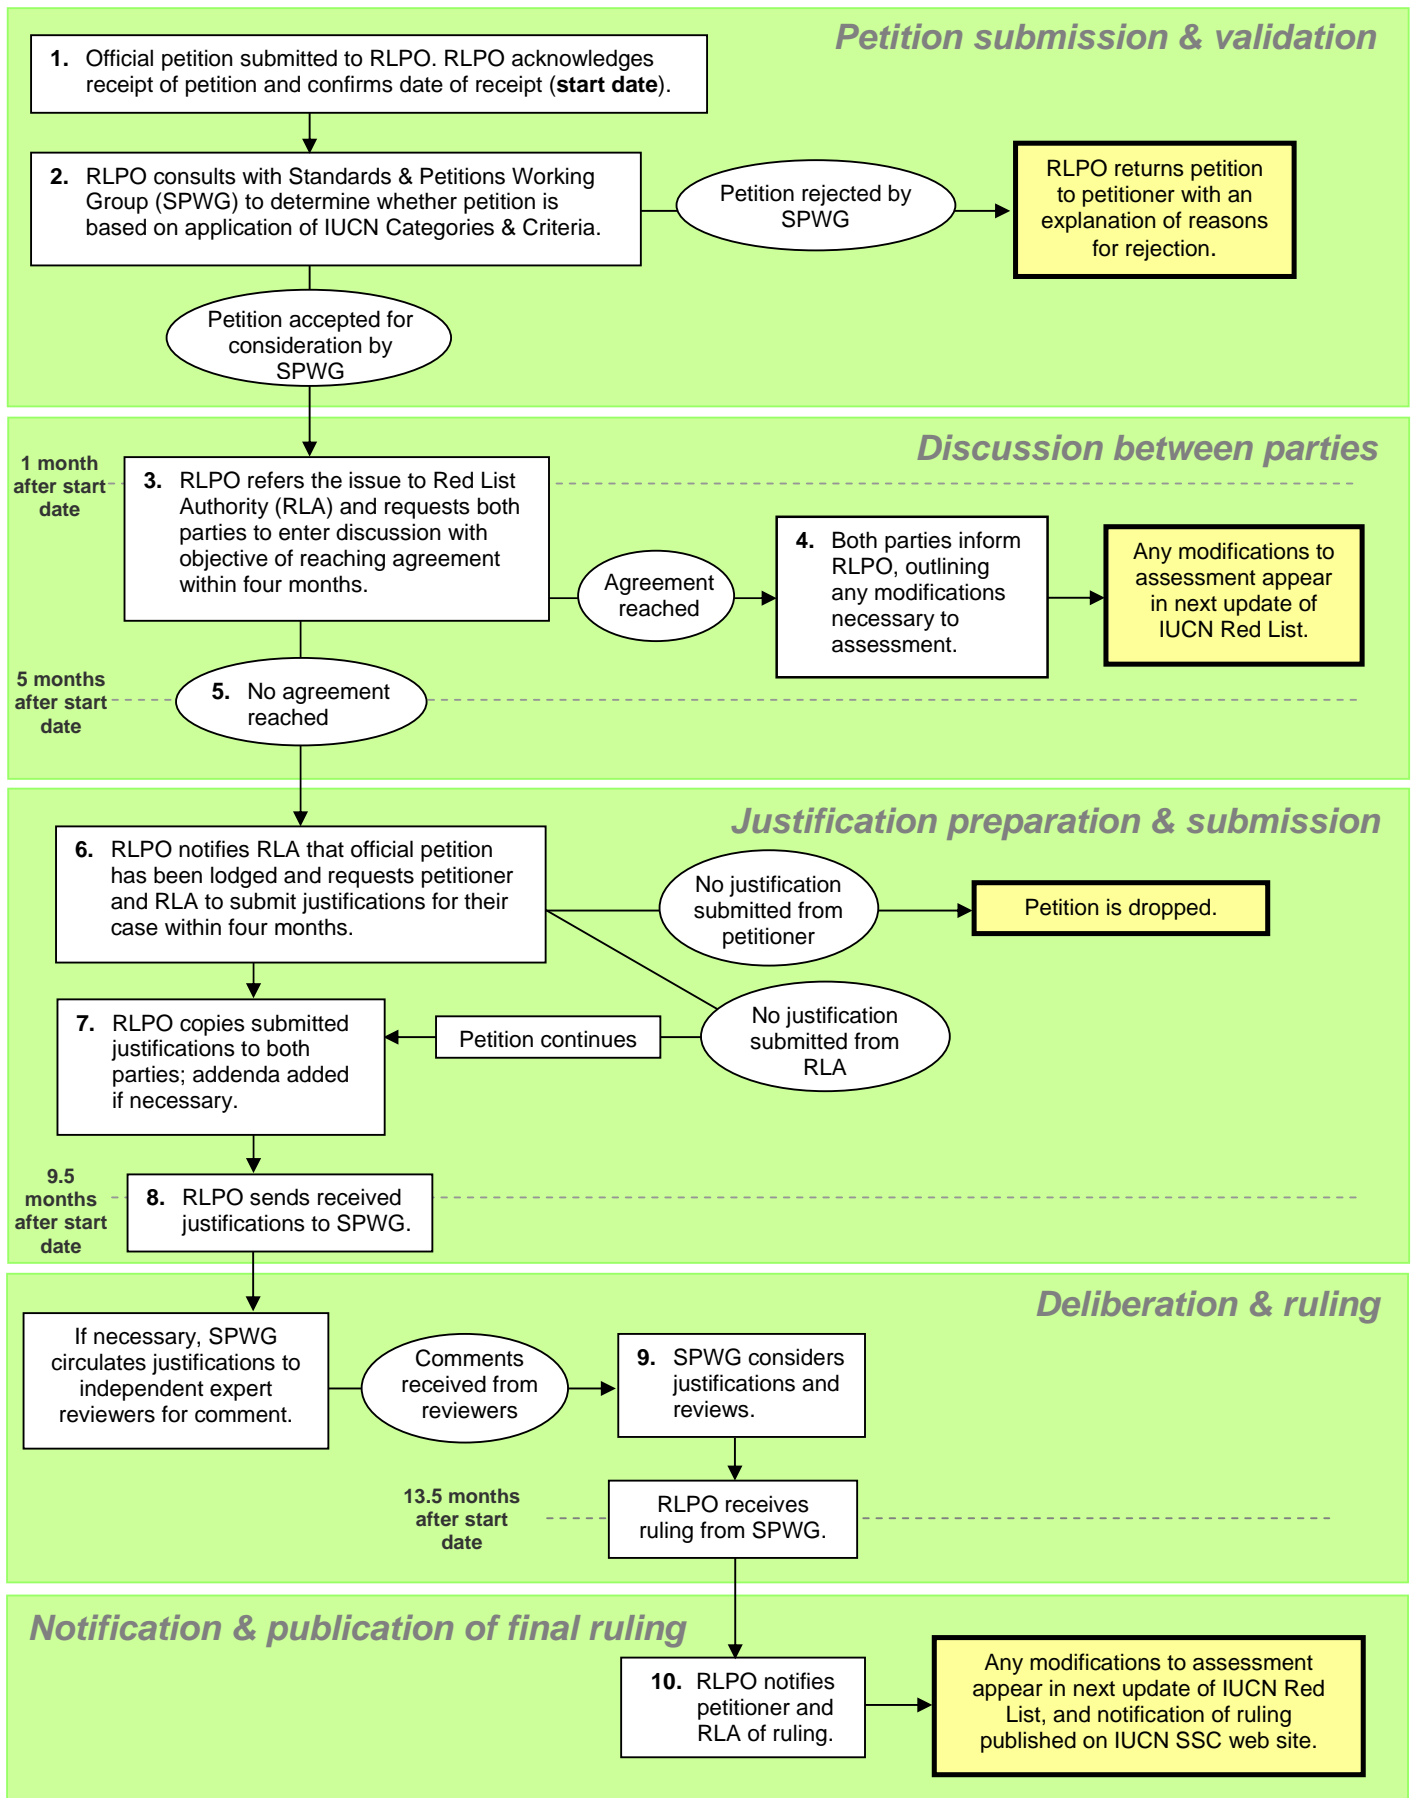 Petition submission & validation
1. Official petition submitted to RLPO. RLPO acknowledges
receipt of petition and confirms date of receipt (start date).
2. RLPO consults with Standards & Petitions Working
Group (SPWG) to determine whether petition is
based on application of IUCN Categories & Criteria.
Petition rejected by
SPWG
RLPO returns petition
to petitioner with an
explanation of reasons
for rejection.
Petition accepted for
consideration by
SPWG
Discussion between parties
1 month
after start
date
3. RLPO refers the issue to Red List
Authority (RLA) and requests both
parties to enter discussion with
objective of reaching agreement
within four months.
Agreement
reached
4. Both parties inform
RLPO, outlining
any modifications
necessary to
assessment.
Any modifications to
assessment appear
in next update of
IUCN Red List.
5 months
after start
date
5. No agreement
reached
Justification preparation & submission
6. RLPO notifies RLA that official petition
has been lodged and requests petitioner
and RLA to submit justifications for their
case within four months.
No justification
submitted from
petitioner
Petition is dropped.
7. RLPO copies submitted
justifications to both
parties; addenda added
if necessary.
Petition continues
No justification
submitted from
RLA
9.5
months
after start
date
8. RLPO sends received
justifications to SPWG.
Deliberation & ruling
If necessary, SPWG
circulates justifications to
independent expert
reviewers for comment.
Comments
received from
reviewers
9. SPWG considers
justifications and
reviews.
13.5 months
after start
date
RLPO receives
ruling from SPWG.
Notification & publication of final ruling
10. RLPO notifies
petitioner and
RLA of ruling.
Any modifications to assessment
appear in next update of IUCN Red
List, and notification of ruling
published on IUCN SSC web site.